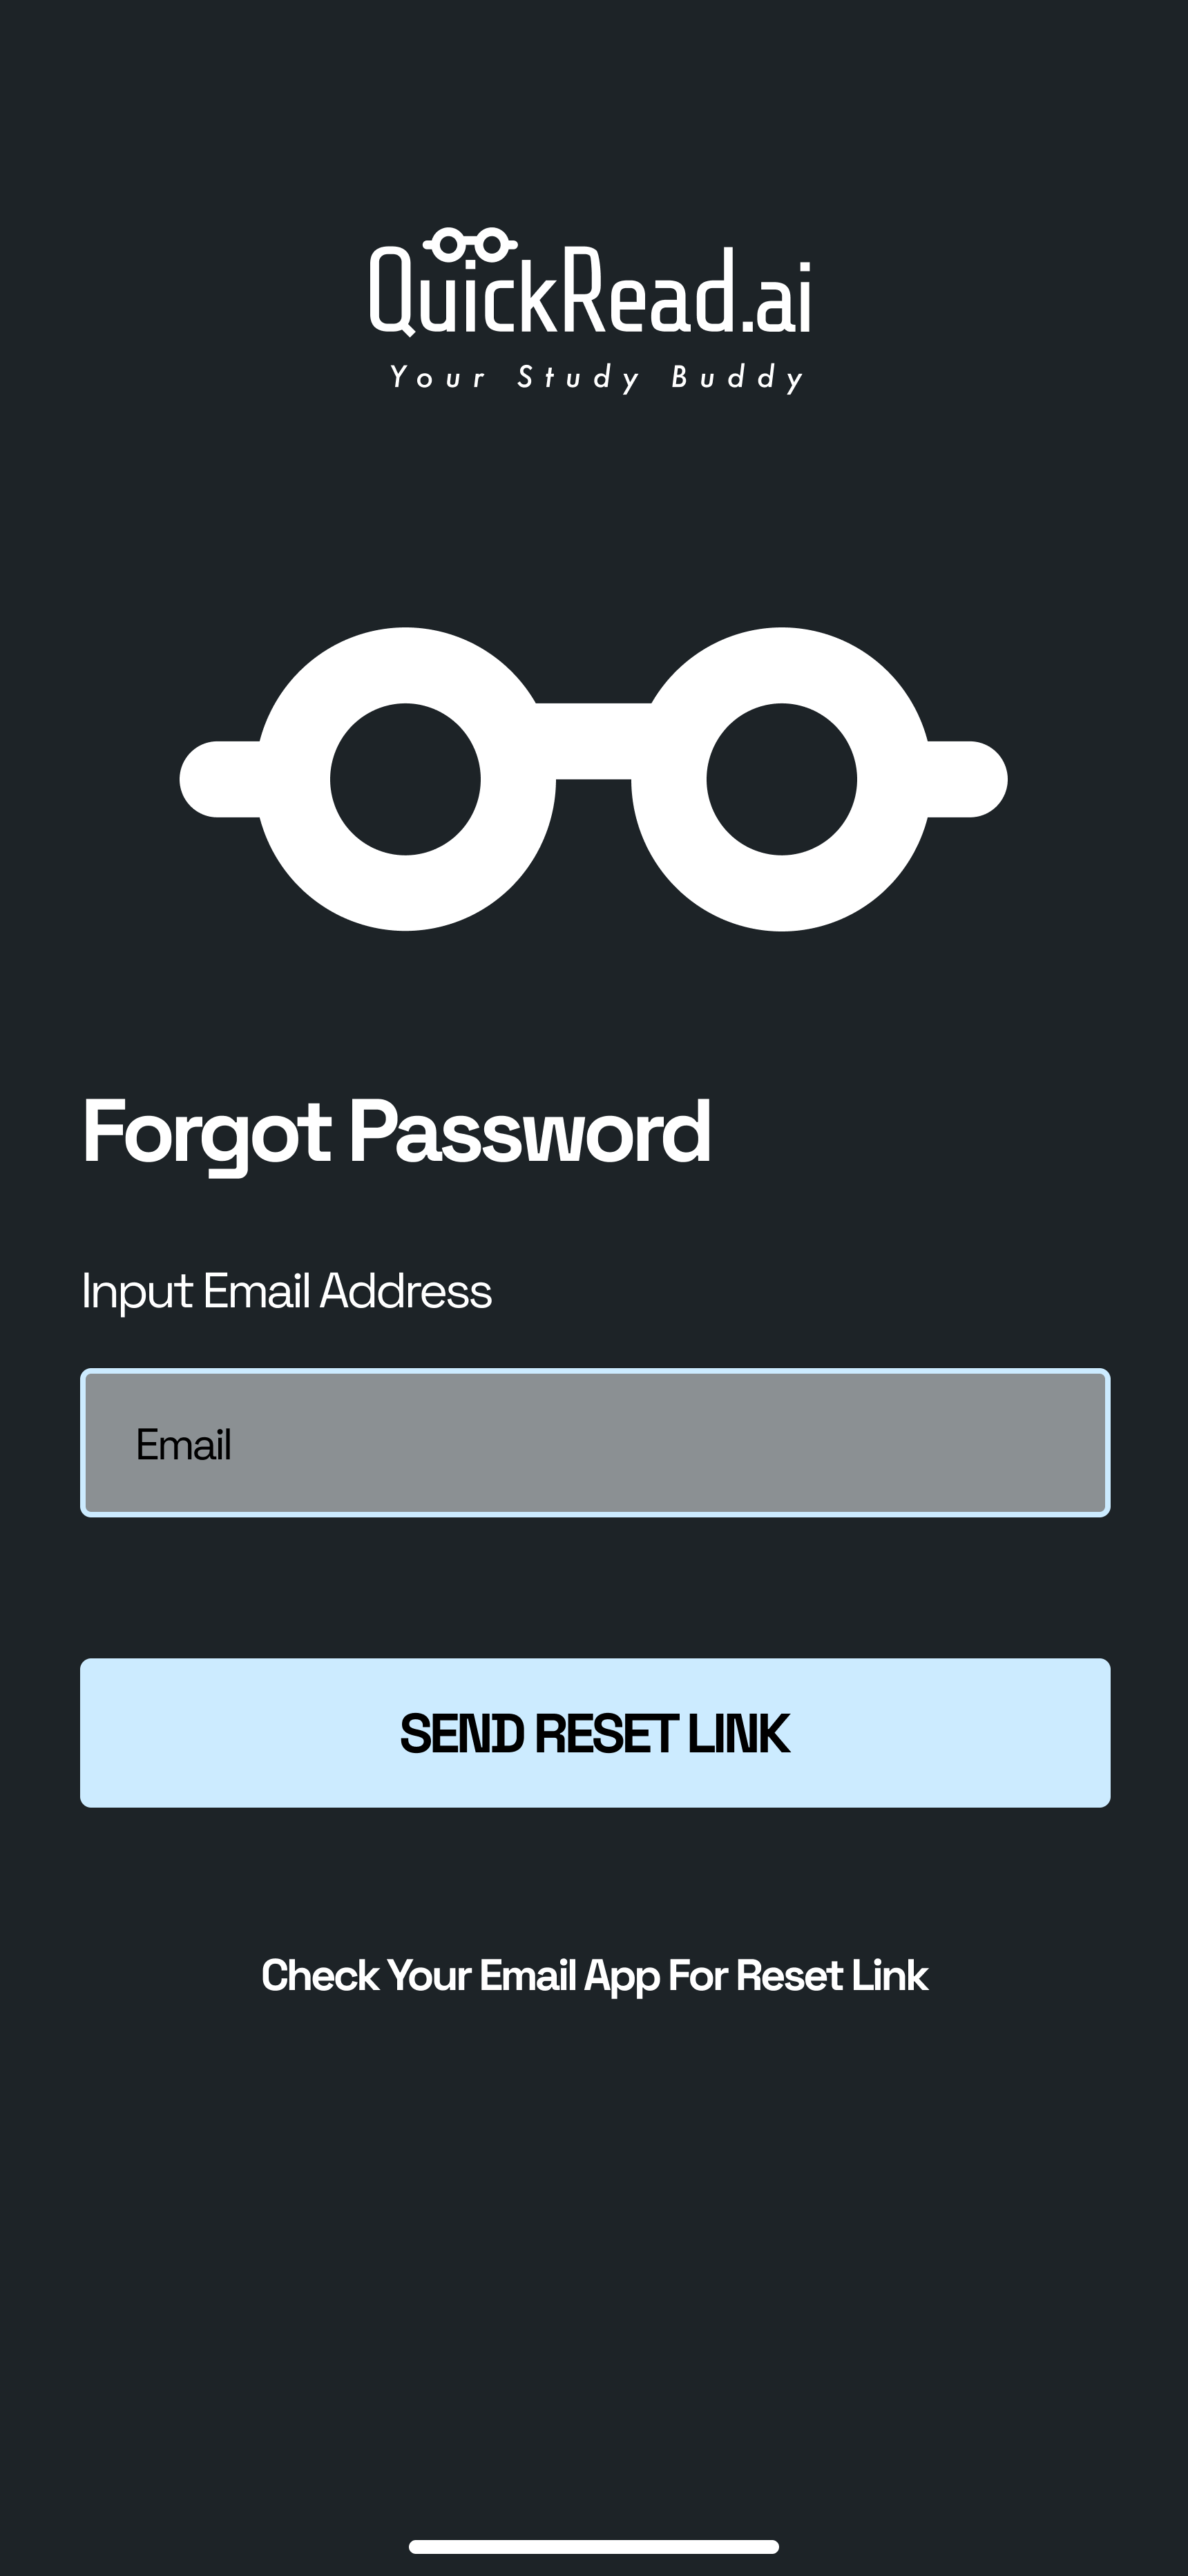 QuickRead.ai
Your Study Buddy
Forgot Password
Input Email Address
Email
SEND RESET LINK
Check Your Email App For Reset Link